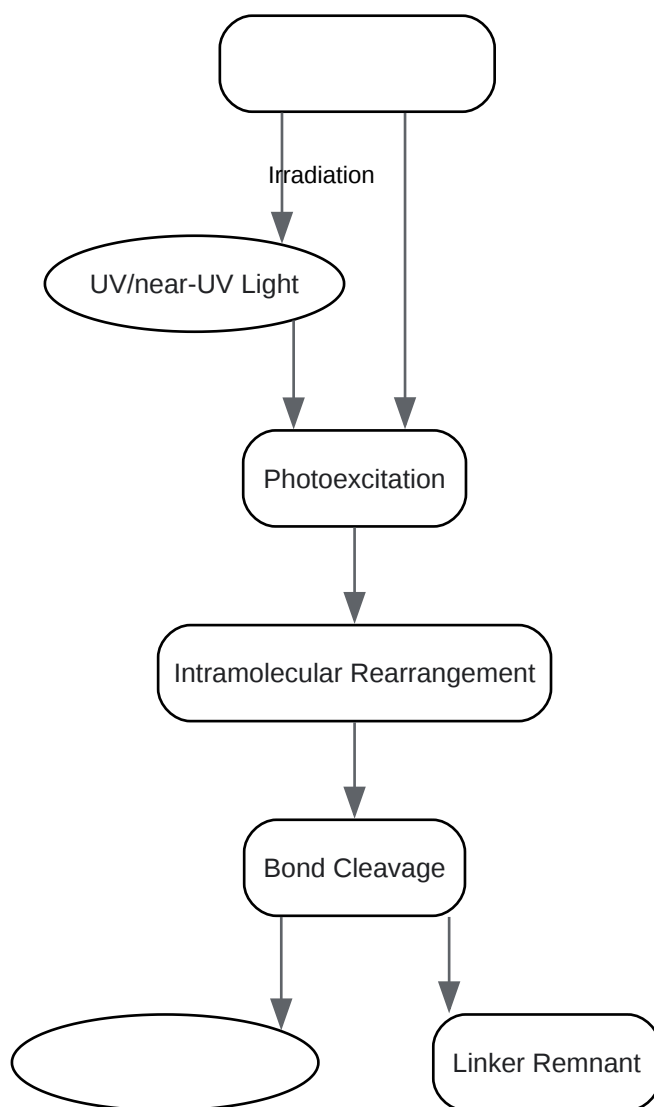 Irradiation
UV/near-UV Light
Photoexcitation
Intramolecular Rearrangement
Bond Cleavage
Linker Remnant